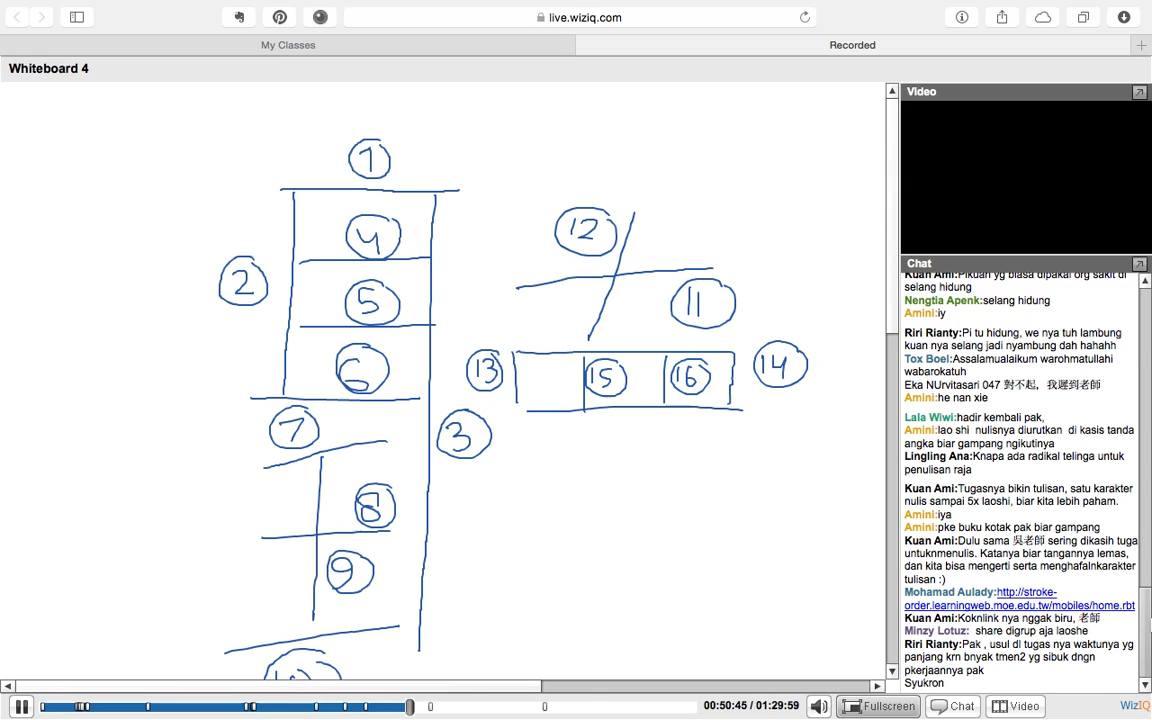 live.wiziq.com
My Classes
Recorded
Whiteboard 4
1
2
4
5
6
7
3
8
9
10
12
11
13
15
16
14
Video
Chat
Kuan Ami:Pikuan yg biasa dipakai org sakit di
selang hidung
Nengtia Apenk:selang hidung
Amini:iy
Riri Rianty:Pi tu hidung, we nya tuh lambung
kuan nya selang jadi nyambung dah hahahh
Tox Boel:Assalamualaikum warohmatullahi
wabarokatuh
Eka NUrvitasari 047 對不起，我遲到老師
Amini:he nan xie
Lala Wiwi:hadir kembali pak,
Amini:lao shi nulisnya diurutkan di kasis tanda
angka biar gampang ngikutinya
Lingling Ana:Knapa ada radikal telinga untuk
penulisan raja
Kuan Ami:Tugasnya bikin tulisan, satu karakter
nulis sampai 5x laoshi, biar kita lebih paham.
Amini:iya
Amini:pke buku kotak pak biar gampang
Kuan Ami:Dulu sama 吳老師 sering dikasih tuga
untuknmenulis. Katanya biar tangannya lemas,
dan kita bisa mengerti serta menghafalnkarakter
tulisan :)
Mohamad Aulady:http://stroke-
order.learningweb.moe.edu.tw/mobiles/home.rbt
Kuan Ami:Koknlink nya nggak biru, 老師
Minzy Lotuz: share digrup aja laoshe
Riri Rianty:Pak , usul di tugas nya waktunya yg
panjang krn bnyak tmen2 yg sibuk dngn
pkerjaannya pak
Syukron
00:50:45 / 01:29:59
Fullscreen
Chat
Video
WizIQ